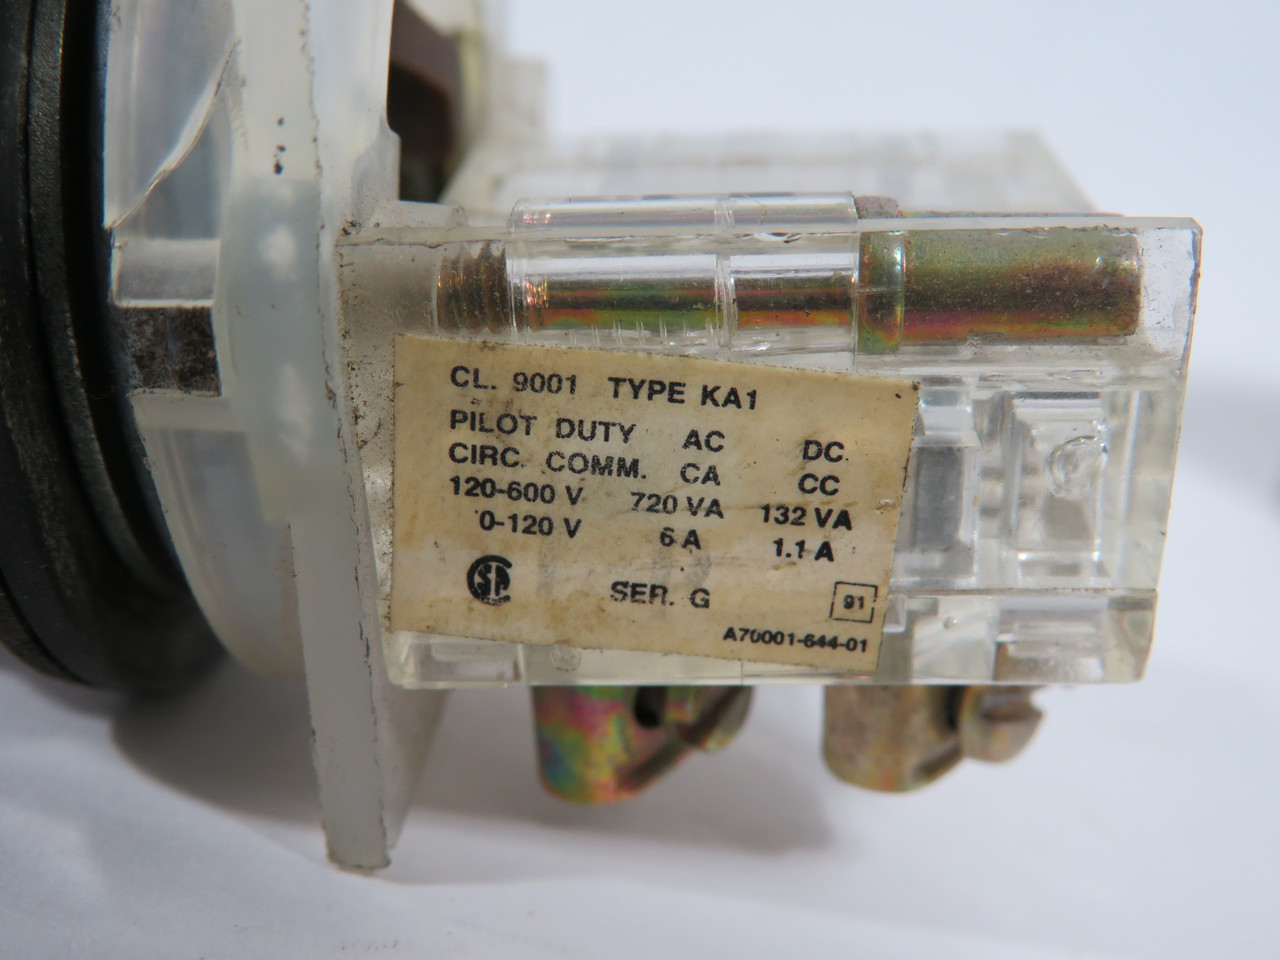 CL. 9001 TYPE KA1
PILOT DUTY AC DC.
CIRC. COMM. CA CC
120-600 V 720 VA 132 VA
0-120 V 6 A 1.1 A
SA SER. G 91
A70001-644-01